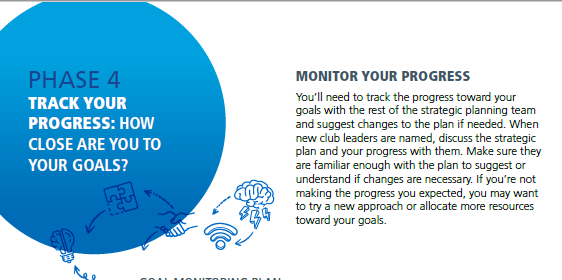 PHASE 4
TRACK YOUR
PROGRESS: HOW
CLOSE ARE YOU TO
YOUR GOALS?
MONITOR YOUR PROGRESS
You'll need to track the progress toward your
goals with the rest of the strategic planning team
and suggest changes to the plan if needed. When
new club leaders are named, discuss the strategic
plan and your progress with them. Make sure they
are familiar enough with the plan to suggest or
understand if changes are necessary. If you're not
making the progress you expected, you may want
to try a new approach or allocate more resources
toward your goals.
GOAL MONITORING PLAN